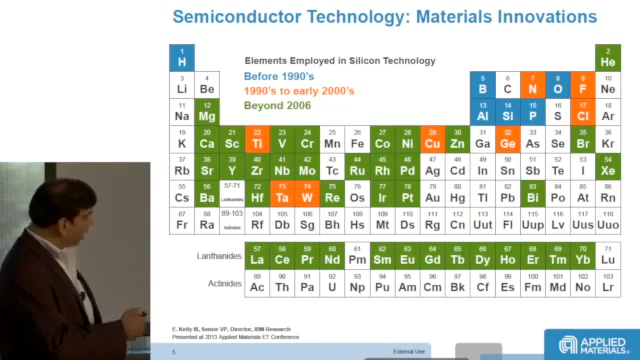 Semiconductor Technology: Materials Innovations
Elements Employed in Silicon Technology
Before 1990's
1990's to early 2000's
Beyond 2006
1 2
H He
3 4 5 6 7 8 9 10
Li Be B C N O F Ne
11 12 13 14 15 16 17 18
Na Mg Al Si P S Cl Ar
19 20 21 22 23 24 25 26 27 28 29 30 31 32 33 34 35 36
K Ca Sc Ti V Cr Mn Fe Co Ni Cu Zn Ga Ge As Se Br Kr
37 38 39 40 41 42 43 44 45 46 47 48 49 50 51 52 53 54
Rb Sr Y Zr Nb Mo Tc Ru Rh Pd Ag Cd In Sn Sb Te I Xe
55 56 57-71 72 73 74 75 76 77 78 79 80 81 82 83 84 85 86
Cs Ba Lanthanides Hf Ta W Re Os Ir Pt Au Hg Tl Pb Bi Po At Rn
87 88 89-103 104 105 106 107 108 109 110 111 112 113 114 115 116 117 118
Fr Ra Actinides Rf Db Sg Bh Hs Mt Ds Rg Cn Uut Fl Uup Lv Uus Uuo
57 58 59 60 61 62 63 64 65 66 67 68 69 70 71
Lanthanides La Ce Pr Nd Pm Sm Eu Gd Tb Dy Ho Er Tm Yb Lu
89 90 91 92 93 94 95 96 97 98 99 100 101 102 103
Actinides Ac Th Pa U Np Pu Am Cm Bk Cf Es Fm Md No Lr
E. Kelly III, Senior VP, Director, IBM Research
Presented at 2013 Applied Materials ET Conference
5 External Use
APPLIED
MATERIALS